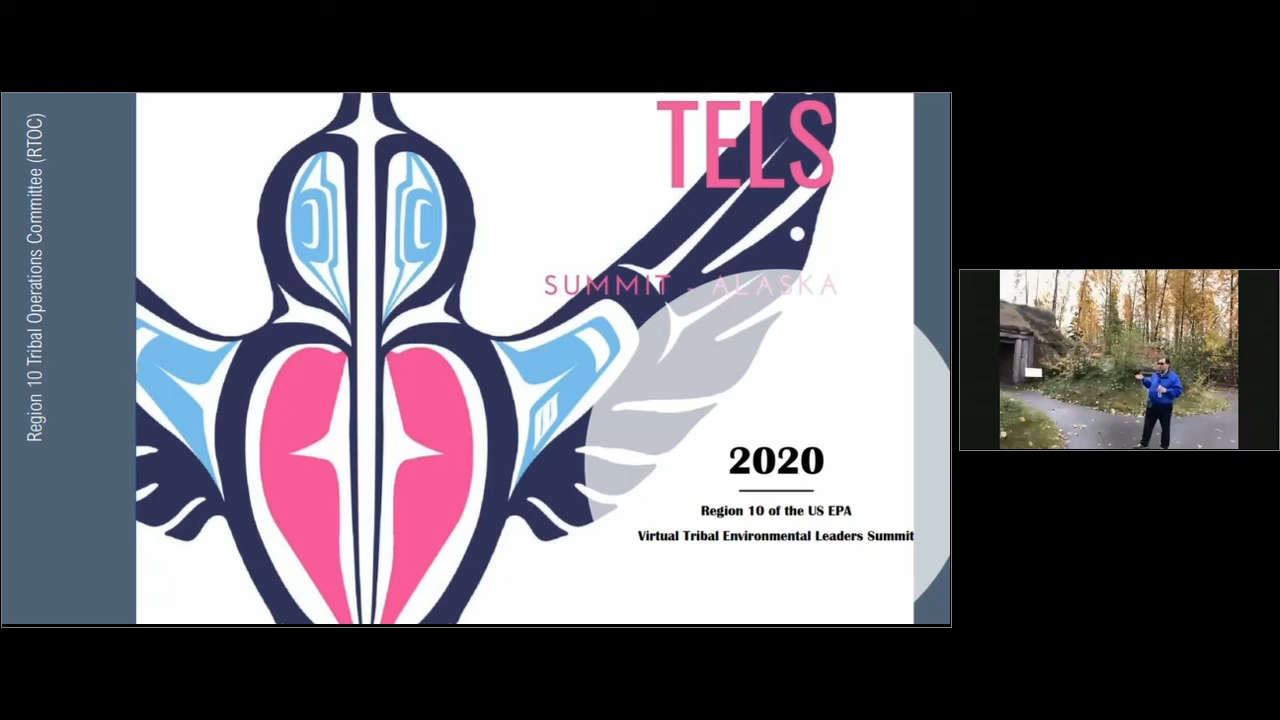 Region 10 Tribal Operations Committee (RTOC)
TELS
SUMMIT - ALASKA
2020
Region 10 of the US EPA
Virtual Tribal Environmental Leaders Summit